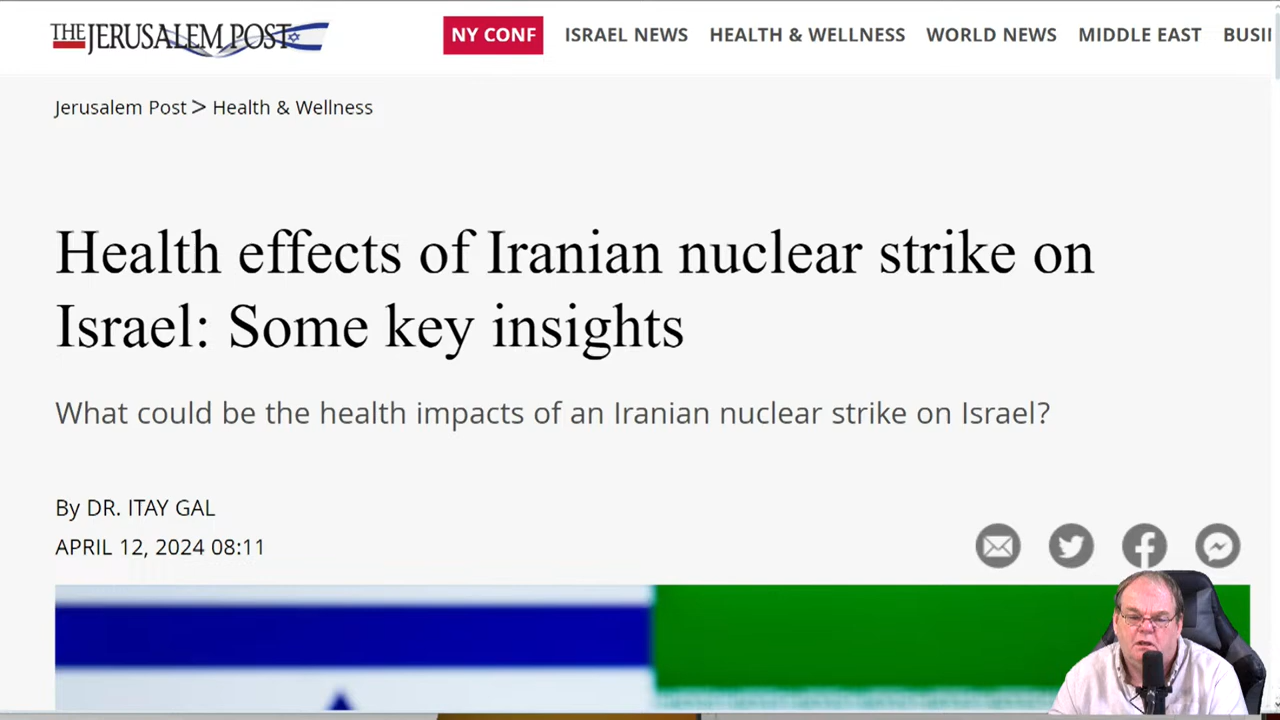 THE JERUSALEM POST
NY CONF ISRAEL NEWS HEALTH & WELLNESS WORLD NEWS MIDDLE EAST BUSI
Jerusalem Post > Health & Wellness
Health effects of Iranian nuclear strike on
Israel: Some key insights
What could be the health impacts of an Iranian nuclear strike on Israel?
By DR. ITAY GAL
APRIL 12, 2024 08:11